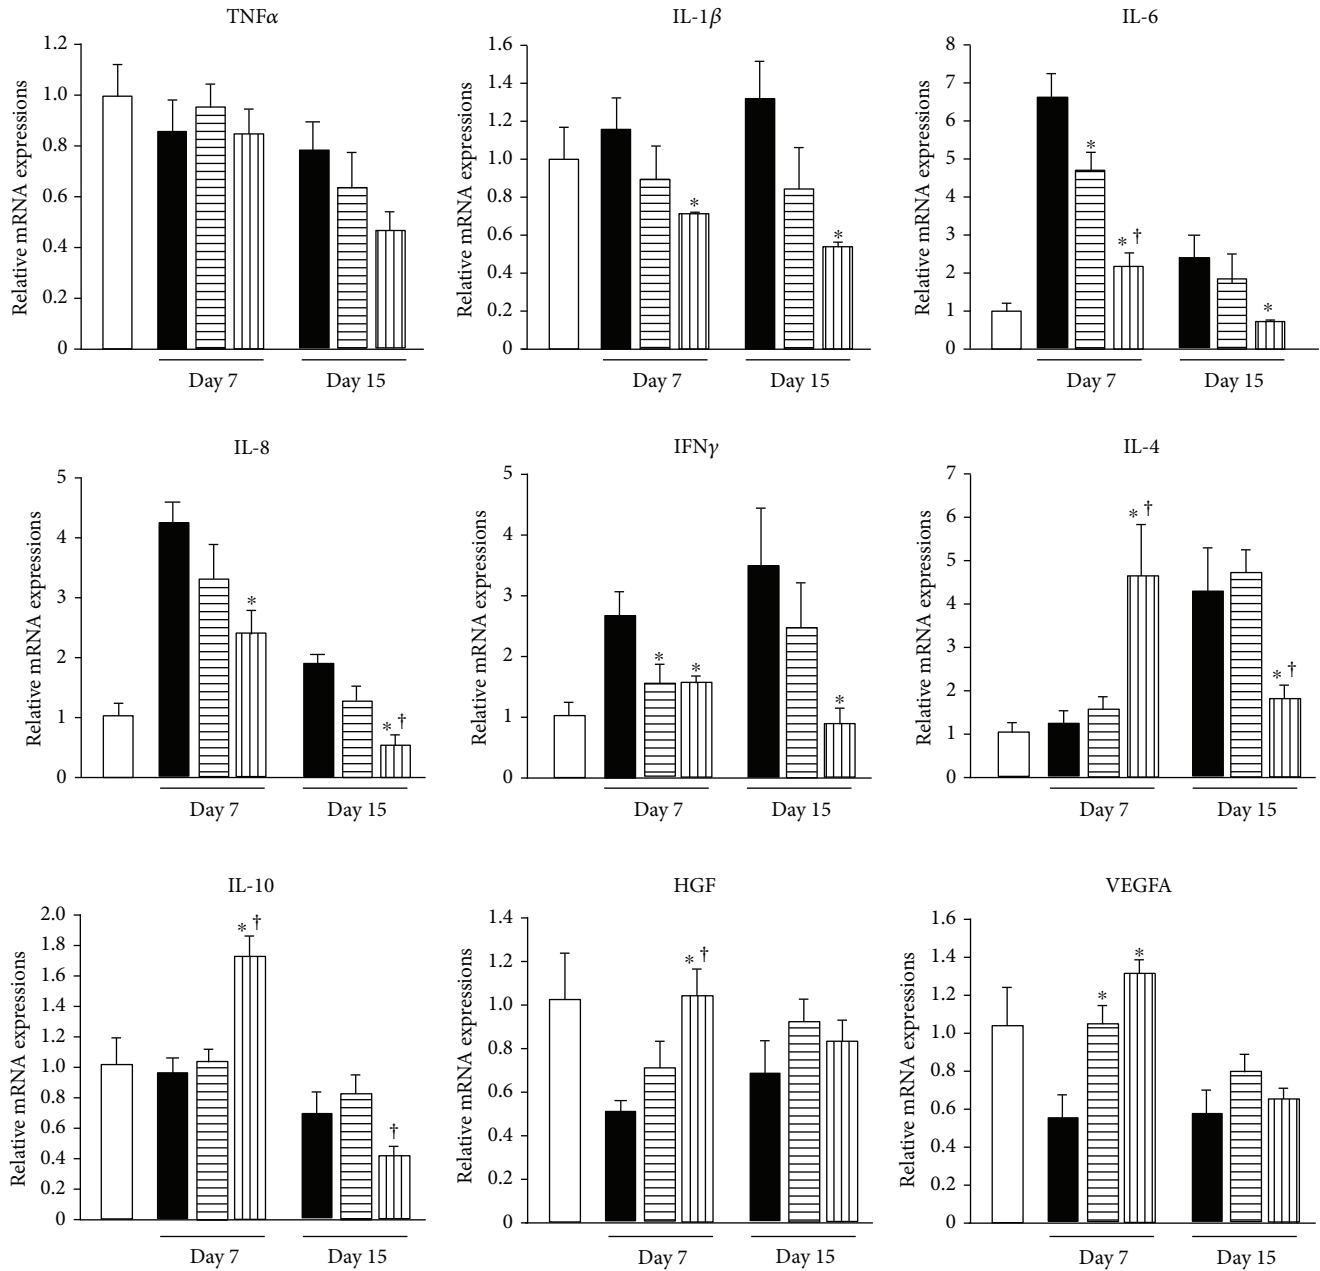 TNFα
Relative mRNA expressions
1.2
1.0
0.8
0.6
0.4
0.2
0
Day 7
Day 15
IL-1β
Relative mRNA expressions
1.6
1.4
1.2
1.0
0.8
0.6
0.4
0.2
0
*
*
Day 7
Day 15
IL-6
Relative mRNA expressions
8
7
6
5
4
3
2
1
0
*
* †
*
Day 7
Day 15
IL-8
Relative mRNA expressions
5
4
3
2
1
0
*
* †
Day 7
Day 15
IFNγ
Relative mRNA expressions
5
4
3
2
1
0
*
*
*
Day 7
Day 15
IL-4
Relative mRNA expressions
7
6
5
4
3
2
1
0
* †
* †
Day 7
Day 15
IL-10
Relative mRNA expressions
2.0
1.8
1.6
1.4
1.2
1.0
0.8
0.6
0.4
0.2
0
* †
†
Day 7
Day 15
HGF
Relative mRNA expressions
1.4
1.2
1.0
0.8
0.6
0.4
0.2
0
* †
Day 7
Day 15
VEGFA
Relative mRNA expressions
1.6
1.4
1.2
1.0
0.8
0.6
0.4
0.2
0
*
*
Day 7
Day 15